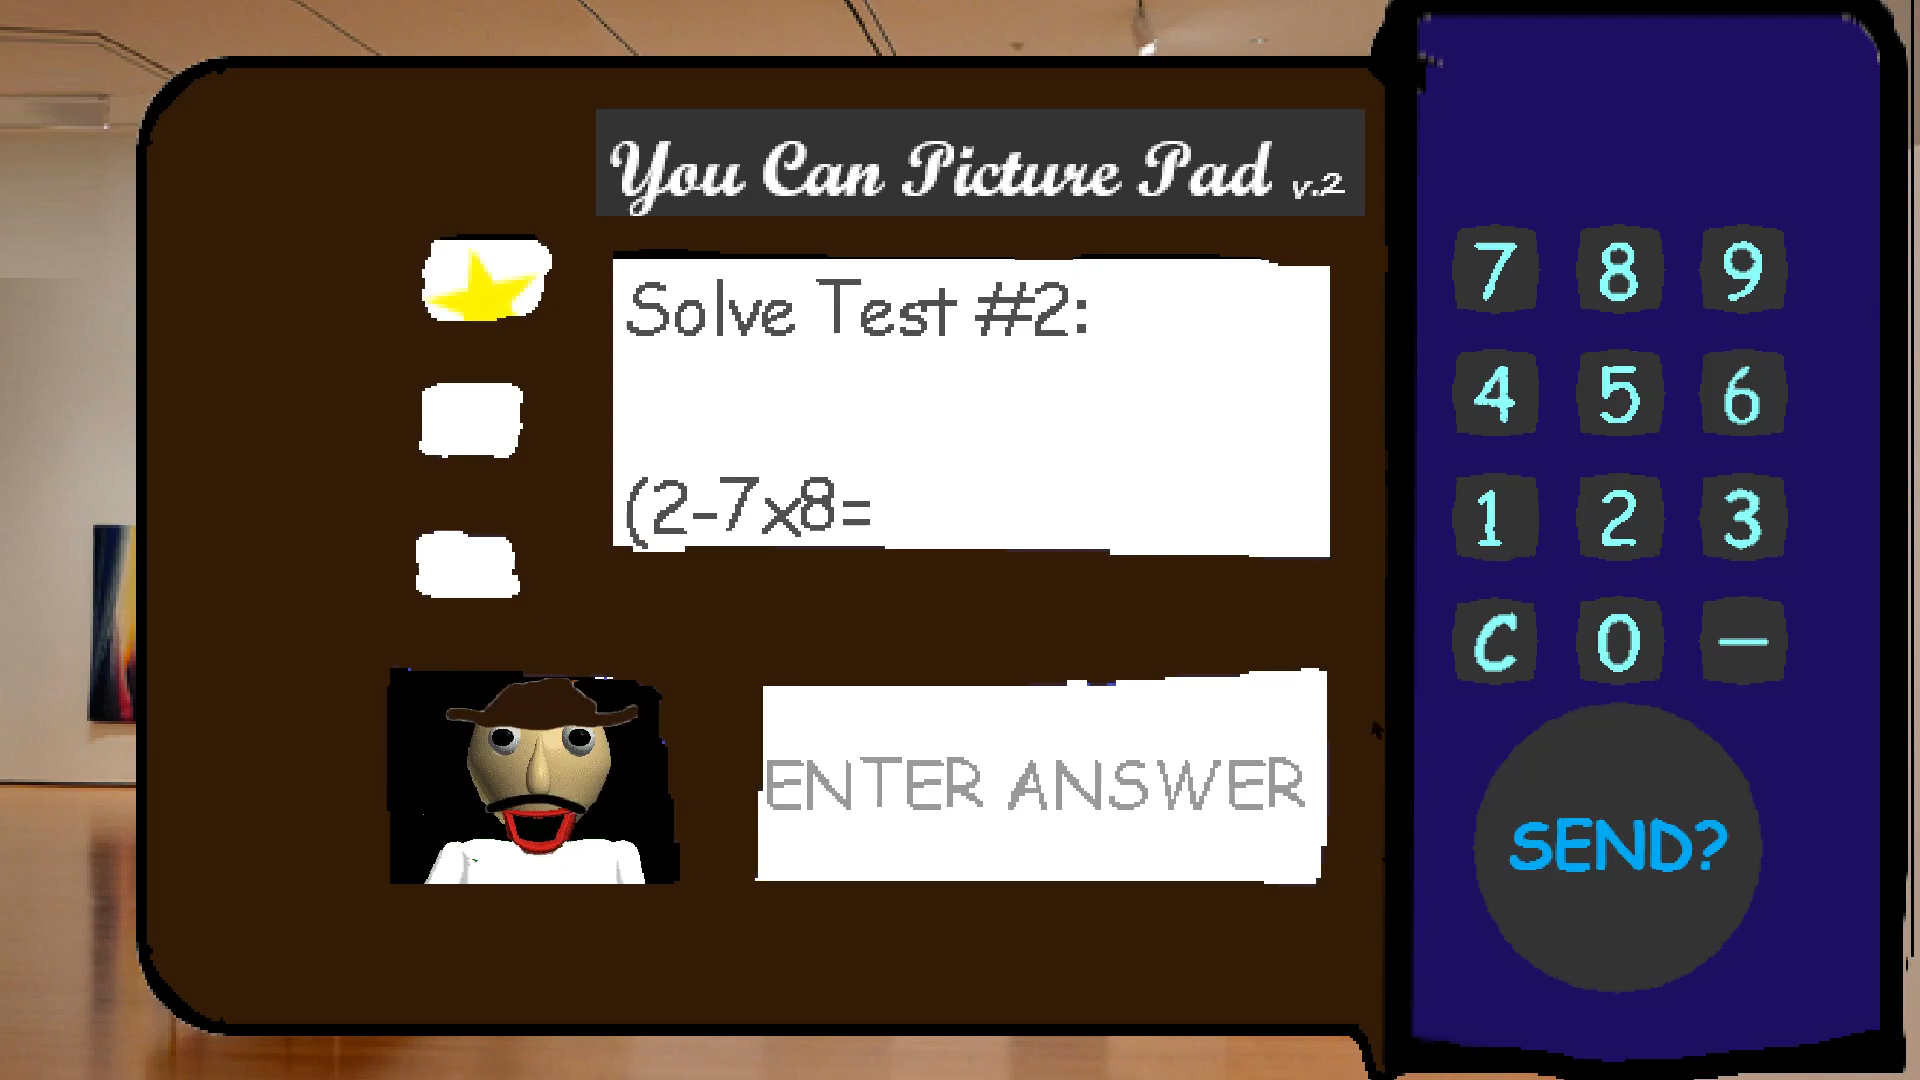 You Can Picture Pad v.2
Solve Test #2:
(2-7x8=
ENTER ANSWER
7 8 9
4 5 6
1 2 3
C 0 −
SEND?